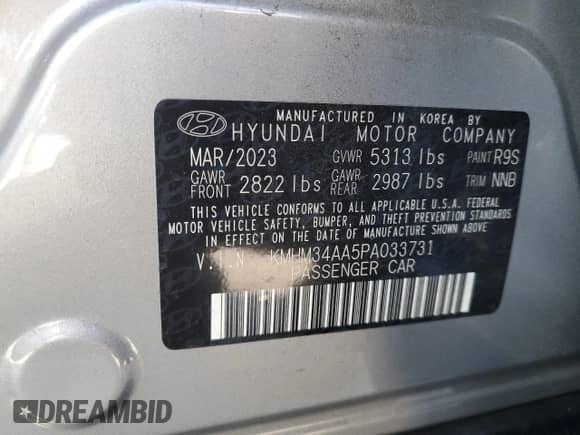 MANUFACTURED IN KOREA BY
HYUNDAI MOTOR COMPANY
MAR/2023 GVWR 5313 lbs PAINT R9S
GAWR FRONT 2822 lbs GAWR REAR 2987 lbs TRIM NNB
THIS VEHICLE CONFORMS TO ALL APPLICABLE U.S.A. FEDERAL
MOTOR VEHICLE SAFETY, BUMPER, AND THEFT PREVENTION STANDARDS
IN EFFECT ON THE DATE OF MANUFACTURE SHOWN ABOVE
V.I.N KMHM34AA5PA033731
PASSENGER CAR
DREAMBID